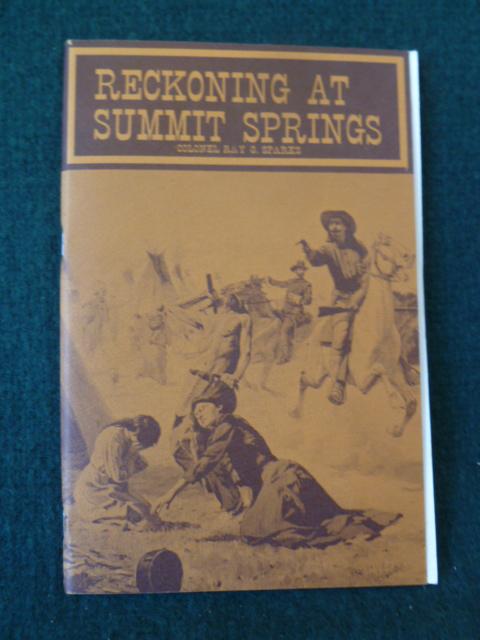 RECKONING AT
SUMMIT SPRINGS
COLONEL RAY G. SPARKS